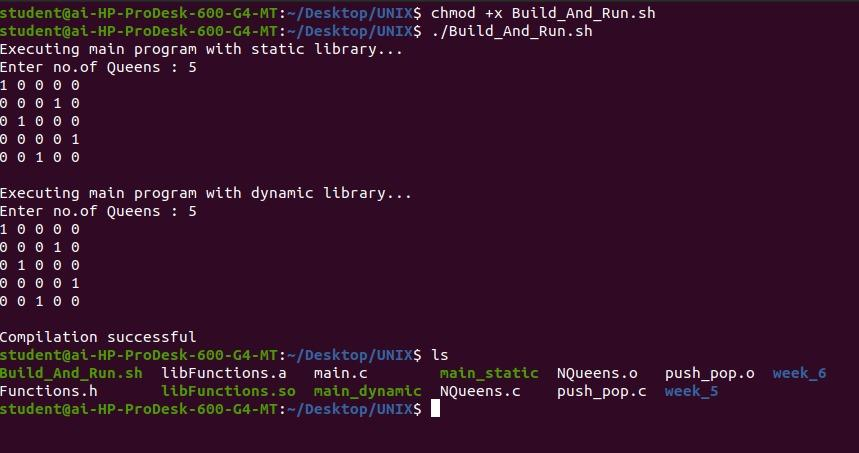 student@ai-HP-ProDesk-600-G4-MT:~/Desktop/UNIX$ chmod +x Build_And_Run.sh
student@ai-HP-ProDesk-600-G4-MT:~/Desktop/UNIX$ ./Build_And_Run.sh
Executing main program with static library...
Enter no.of Queens : 5
1 0 0 0 0
0 0 0 1 0
0 1 0 0 0
0 0 0 0 1
0 0 1 0 0

Executing main program with dynamic library...
Enter no.of Queens : 5
1 0 0 0 0
0 0 0 1 0
0 1 0 0 0
0 0 0 0 1
0 0 1 0 0

Compilation successful
student@ai-HP-ProDesk-600-G4-MT:~/Desktop/UNIX$ ls
Build_And_Run.sh  libFunctions.a   main.c        main_static  NQueens.o   push_pop.o  week_6
Functions.h       libFunctions.so  main_dynamic  NQueens.c    push_pop.c  week_5
student@ai-HP-ProDesk-600-G4-MT:~/Desktop/UNIX$